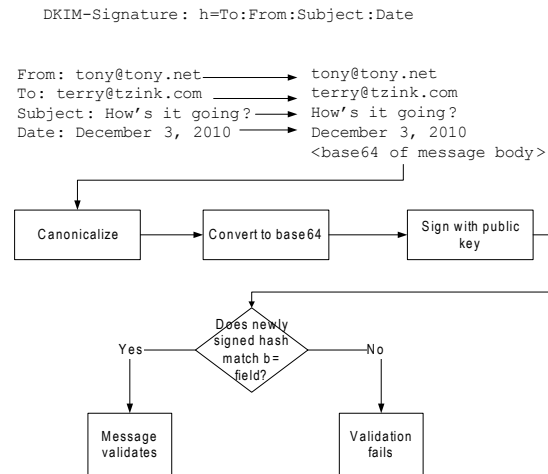 DKIM-Signature: h=To:From:Subject:Date
From: tony@tony.net
tony@tony.net
To: terry@tzink.com
terry@tzink.com
Subject: How's it going?
How's it going?
Date: December 3, 2010
December 3, 2010
<base64 of message body>
Canonicalize
Convert to base64
Sign with public
key
Does newly
signed hash
match b=
field?
Yes
No
Message
validates
Validation
fails